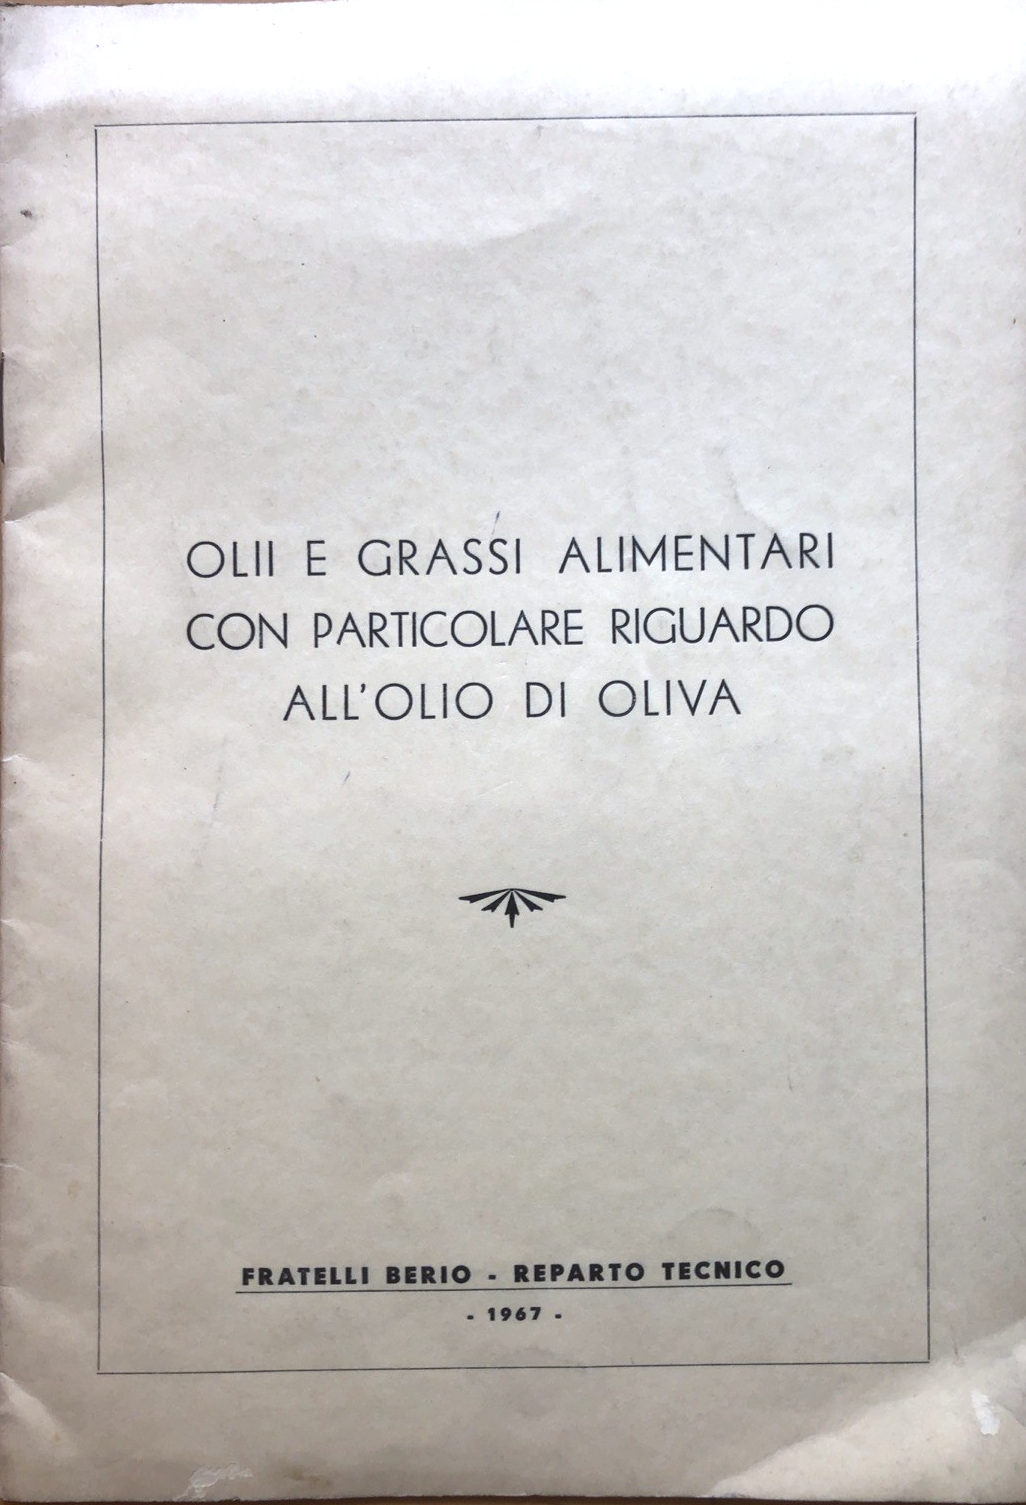 OLII E GRASSI ALIMENTARI
CON PARTICOLARE RIGUARDO
ALL'OLIO DI OLIVA
FRATELLI BERIO - REPARTO TECNICO
- 1967 -